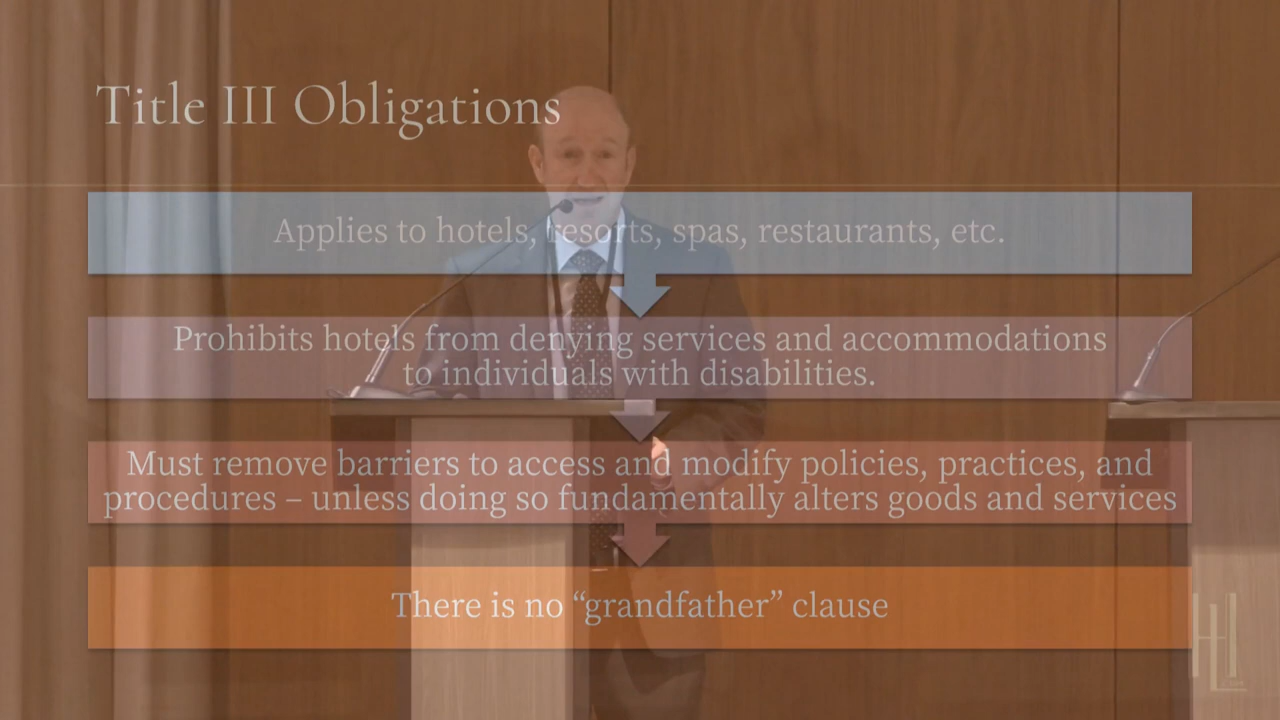 Title III Obligations
Applies to hotels, resorts, spas, restaurants, etc.
Prohibits hotels from denying services and accommodations
to individuals with disabilities.
Must remove barriers to access and modify policies, practices, and
procedures – unless doing so fundamentally alters goods and services
There is no “grandfather” clause